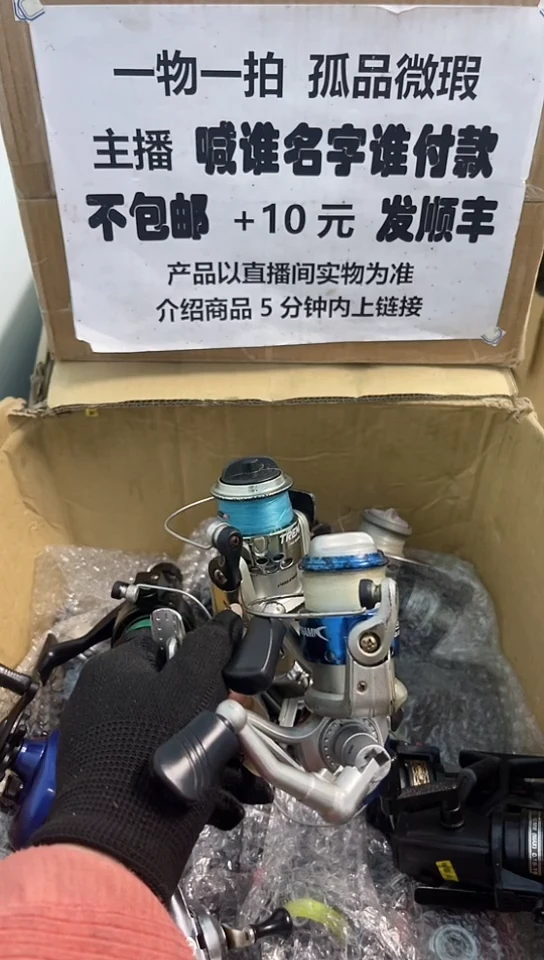 一物一拍 孤品微瑕
主播 喊谁名字谁付款
不包邮 +10 元 发顺丰
产品以直播间实物为准
介绍商品 5 分钟内上链接